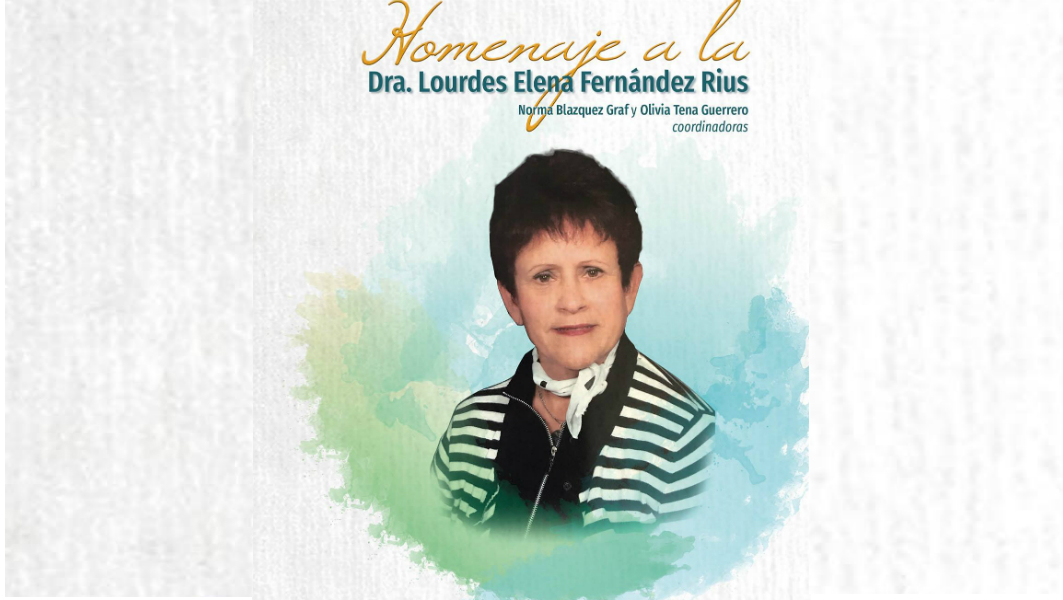 Homenaje a la
Dra. Lourdes Elena Fernández Rius
Norma Blazquez Graf y Olivia Tena Guerrero
coordinadoras